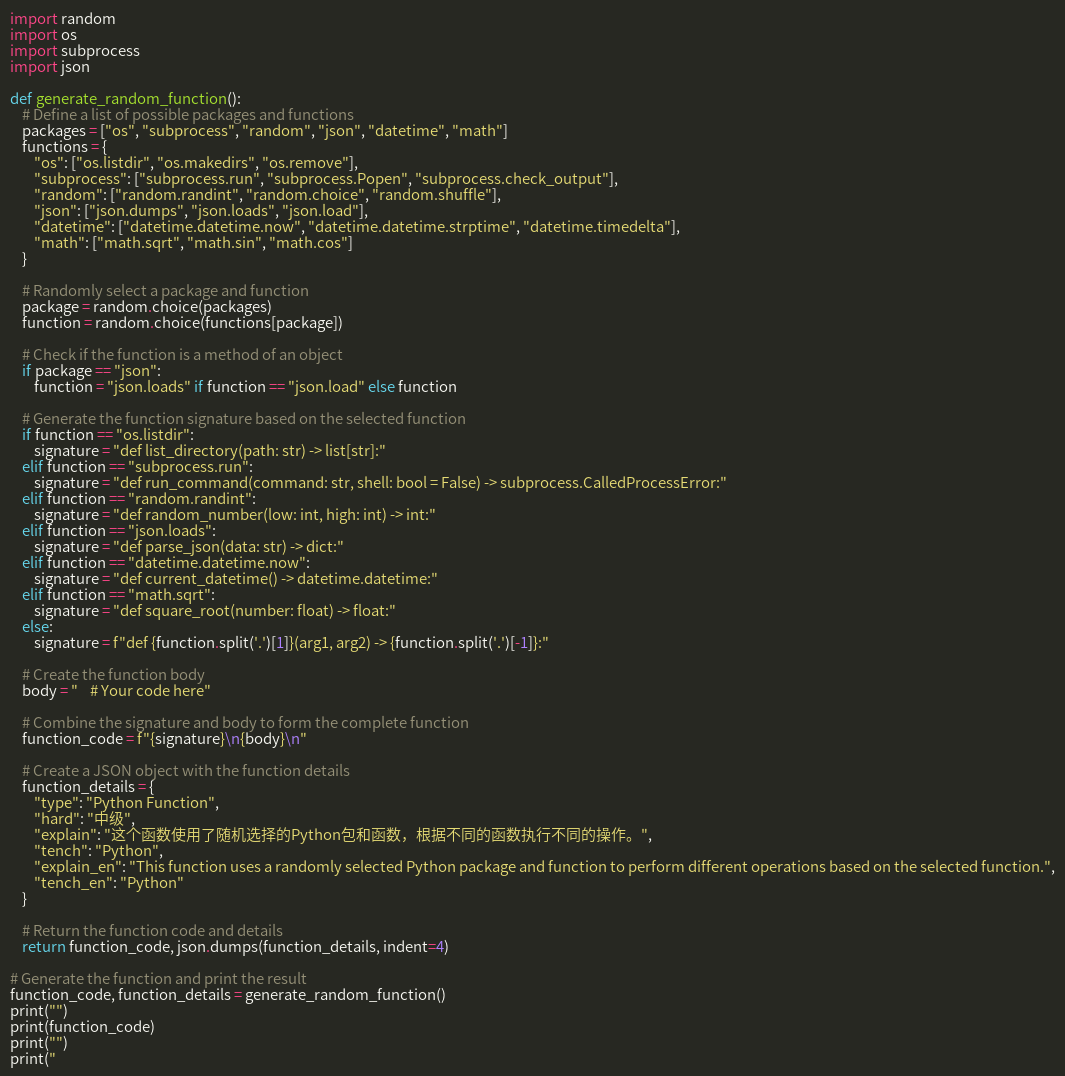 import random
import os
import subprocess
import json

def generate_random_function():
    # Define a list of possible packages and functions
    packages = ["os", "subprocess", "random", "json", "datetime", "math"]
    functions = {
        "os": ["os.listdir", "os.makedirs", "os.remove"],
        "subprocess": ["subprocess.run", "subprocess.Popen", "subprocess.check_output"],
        "random": ["random.randint", "random.choice", "random.shuffle"],
        "json": ["json.dumps", "json.loads", "json.load"],
        "datetime": ["datetime.datetime.now", "datetime.datetime.strptime", "datetime.timedelta"],
        "math": ["math.sqrt", "math.sin", "math.cos"]
    }

    # Randomly select a package and function
    package = random.choice(packages)
    function = random.choice(functions[package])

    # Check if the function is a method of an object
    if package == "json":
        function = "json.loads" if function == "json.load" else function

    # Generate the function signature based on the selected function
    if function == "os.listdir":
        signature = "def list_directory(path: str) -> list[str]:"
    elif function == "subprocess.run":
        signature = "def run_command(command: str, shell: bool = False) -> subprocess.CalledProcessError:"
    elif function == "random.randint":
        signature = "def random_number(low: int, high: int) -> int:"
    elif function == "json.loads":
        signature = "def parse_json(data: str) -> dict:"
    elif function == "datetime.datetime.now":
        signature = "def current_datetime() -> datetime.datetime:"
    elif function == "math.sqrt":
        signature = "def square_root(number: float) -> float:"
    else:
        signature = f"def {function.split('.')[1]}(arg1, arg2) -> {function.split('.')[-1]}:"

    # Create the function body
    body = "    # Your code here"

    # Combine the signature and body to form the complete function
    function_code = f"{signature}\n{body}\n"

    # Create a JSON object with the function details
    function_details = {
        "type": "Python Function",
        "hard": "中级",
        "explain": "这个函数使用了随机选择的Python包和函数，根据不同的函数执行不同的操作。",
        "tench": "Python",
        "explain_en": "This function uses a randomly selected Python package and function to perform different operations based on the selected function.",
        "tench_en": "Python"
    }

    # Return the function code and details
    return function_code, json.dumps(function_details, indent=4)

# Generate the function and print the result
function_code, function_details = generate_random_function()
print("")
print(function_code)
print("")
print("